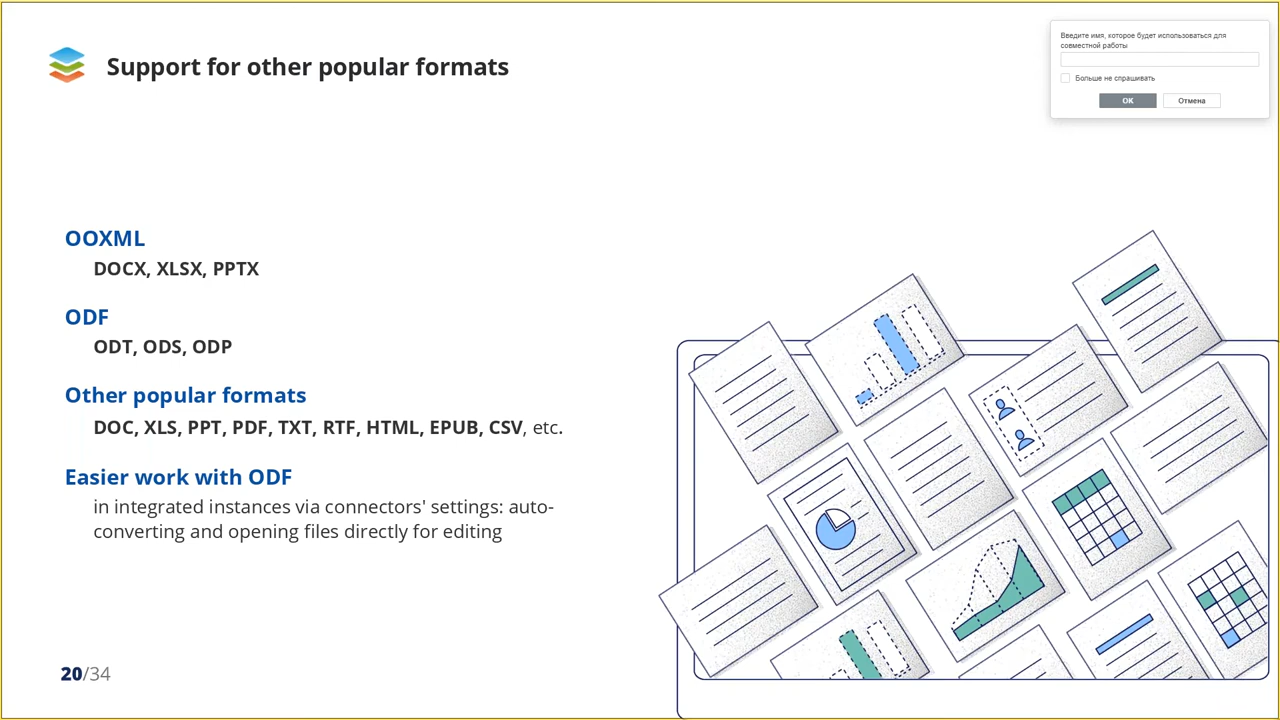 Support for other popular formats
Введите имя, которое будет использоваться для
совместной работы
Больше не спрашивать
OK
Отмена
OOXML
DOCX, XLSX, PPTX
ODF
ODT, ODS, ODP
Other popular formats
DOC, XLS, PPT, PDF, TXT, RTF, HTML, EPUB, CSV, etc.
Easier work with ODF
in integrated instances via connectors' settings: auto-
converting and opening files directly for editing
20/34